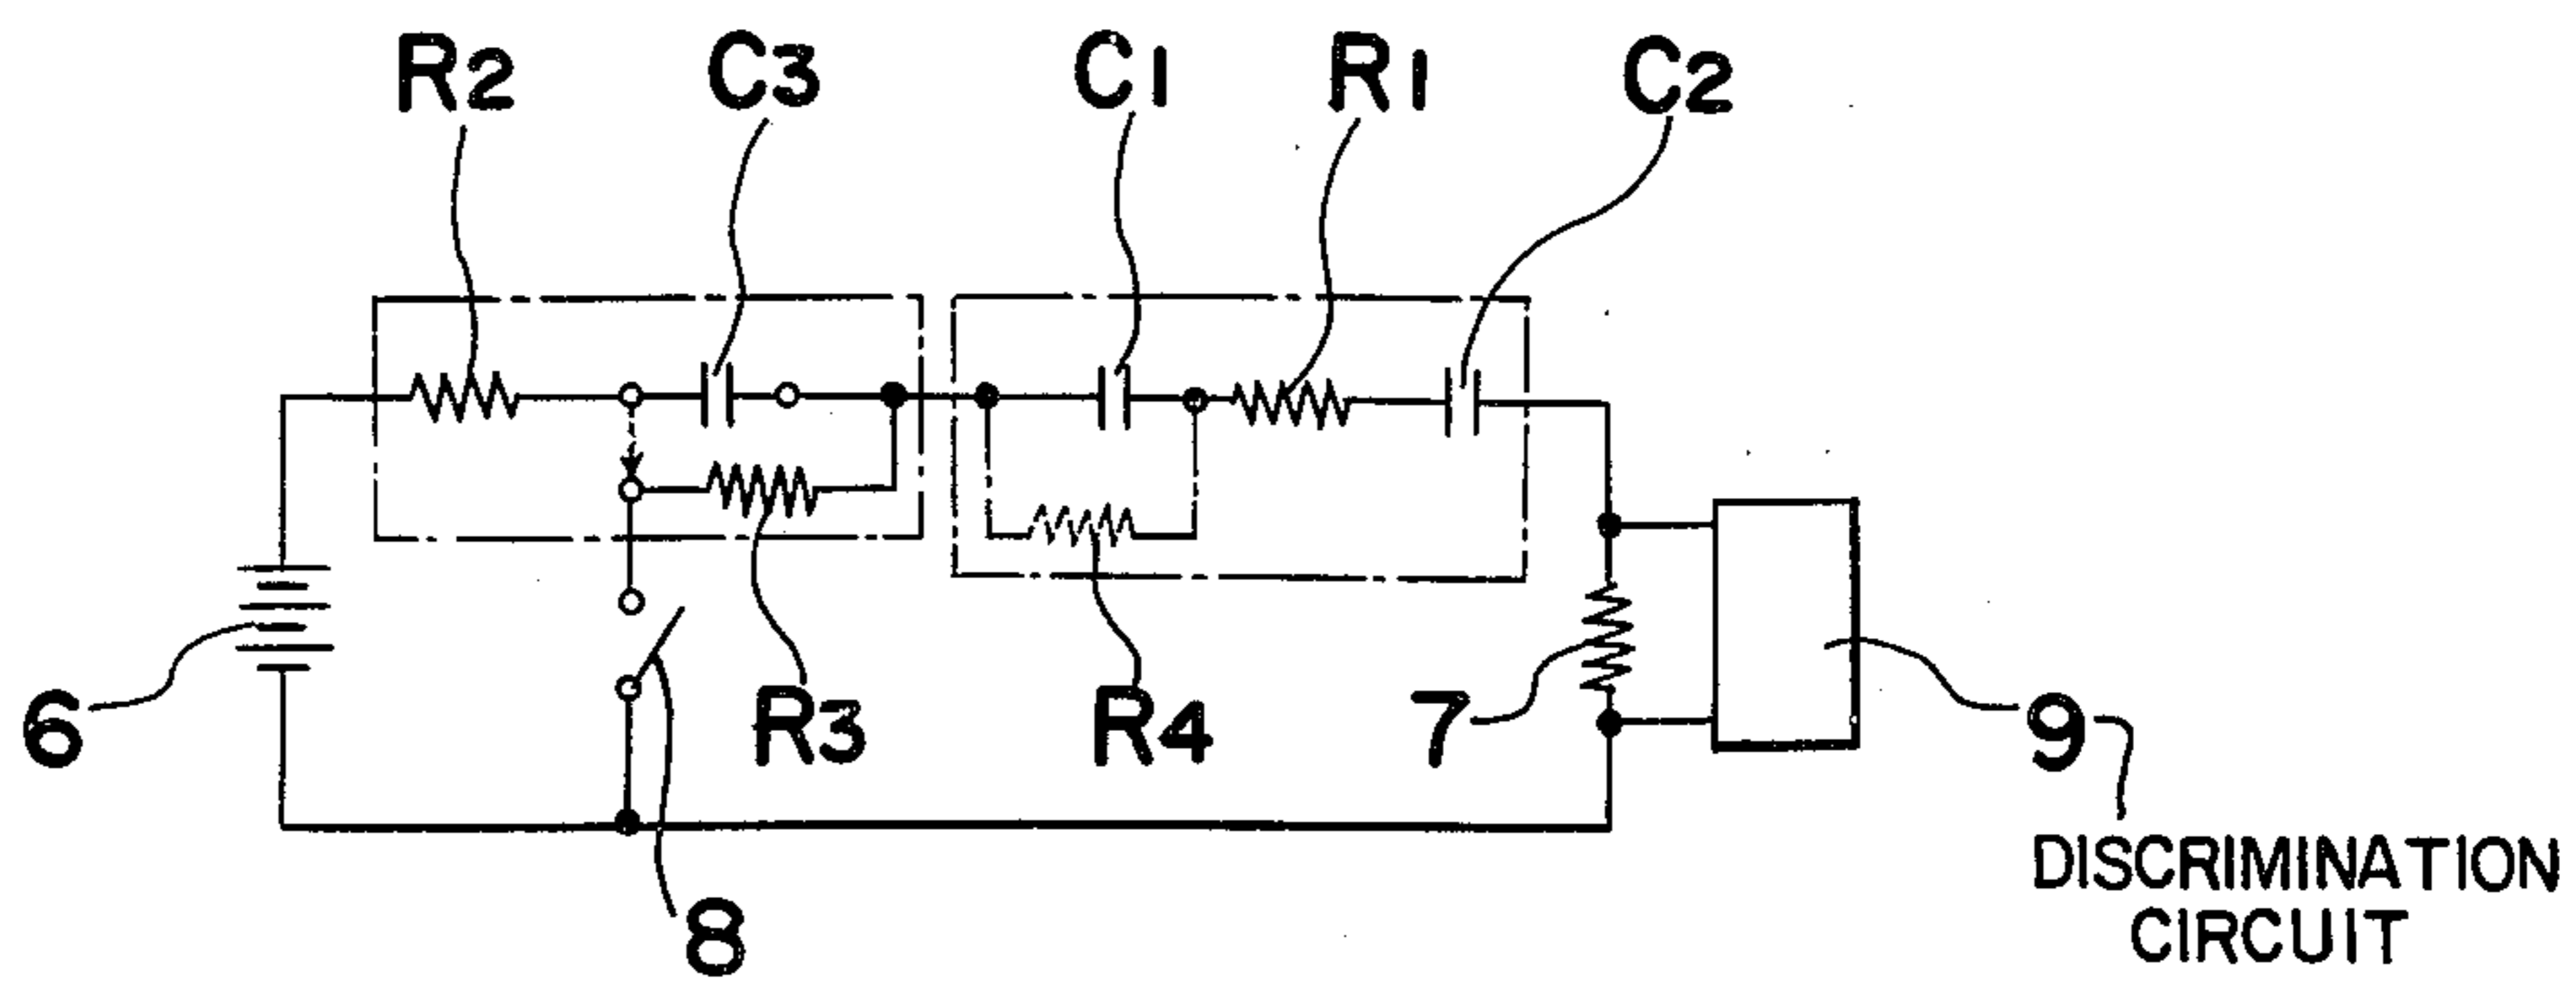 R2 C3 C1 R1 C2
6 R3 R4 7 9
8
DISCRIMINATION
CIRCUIT